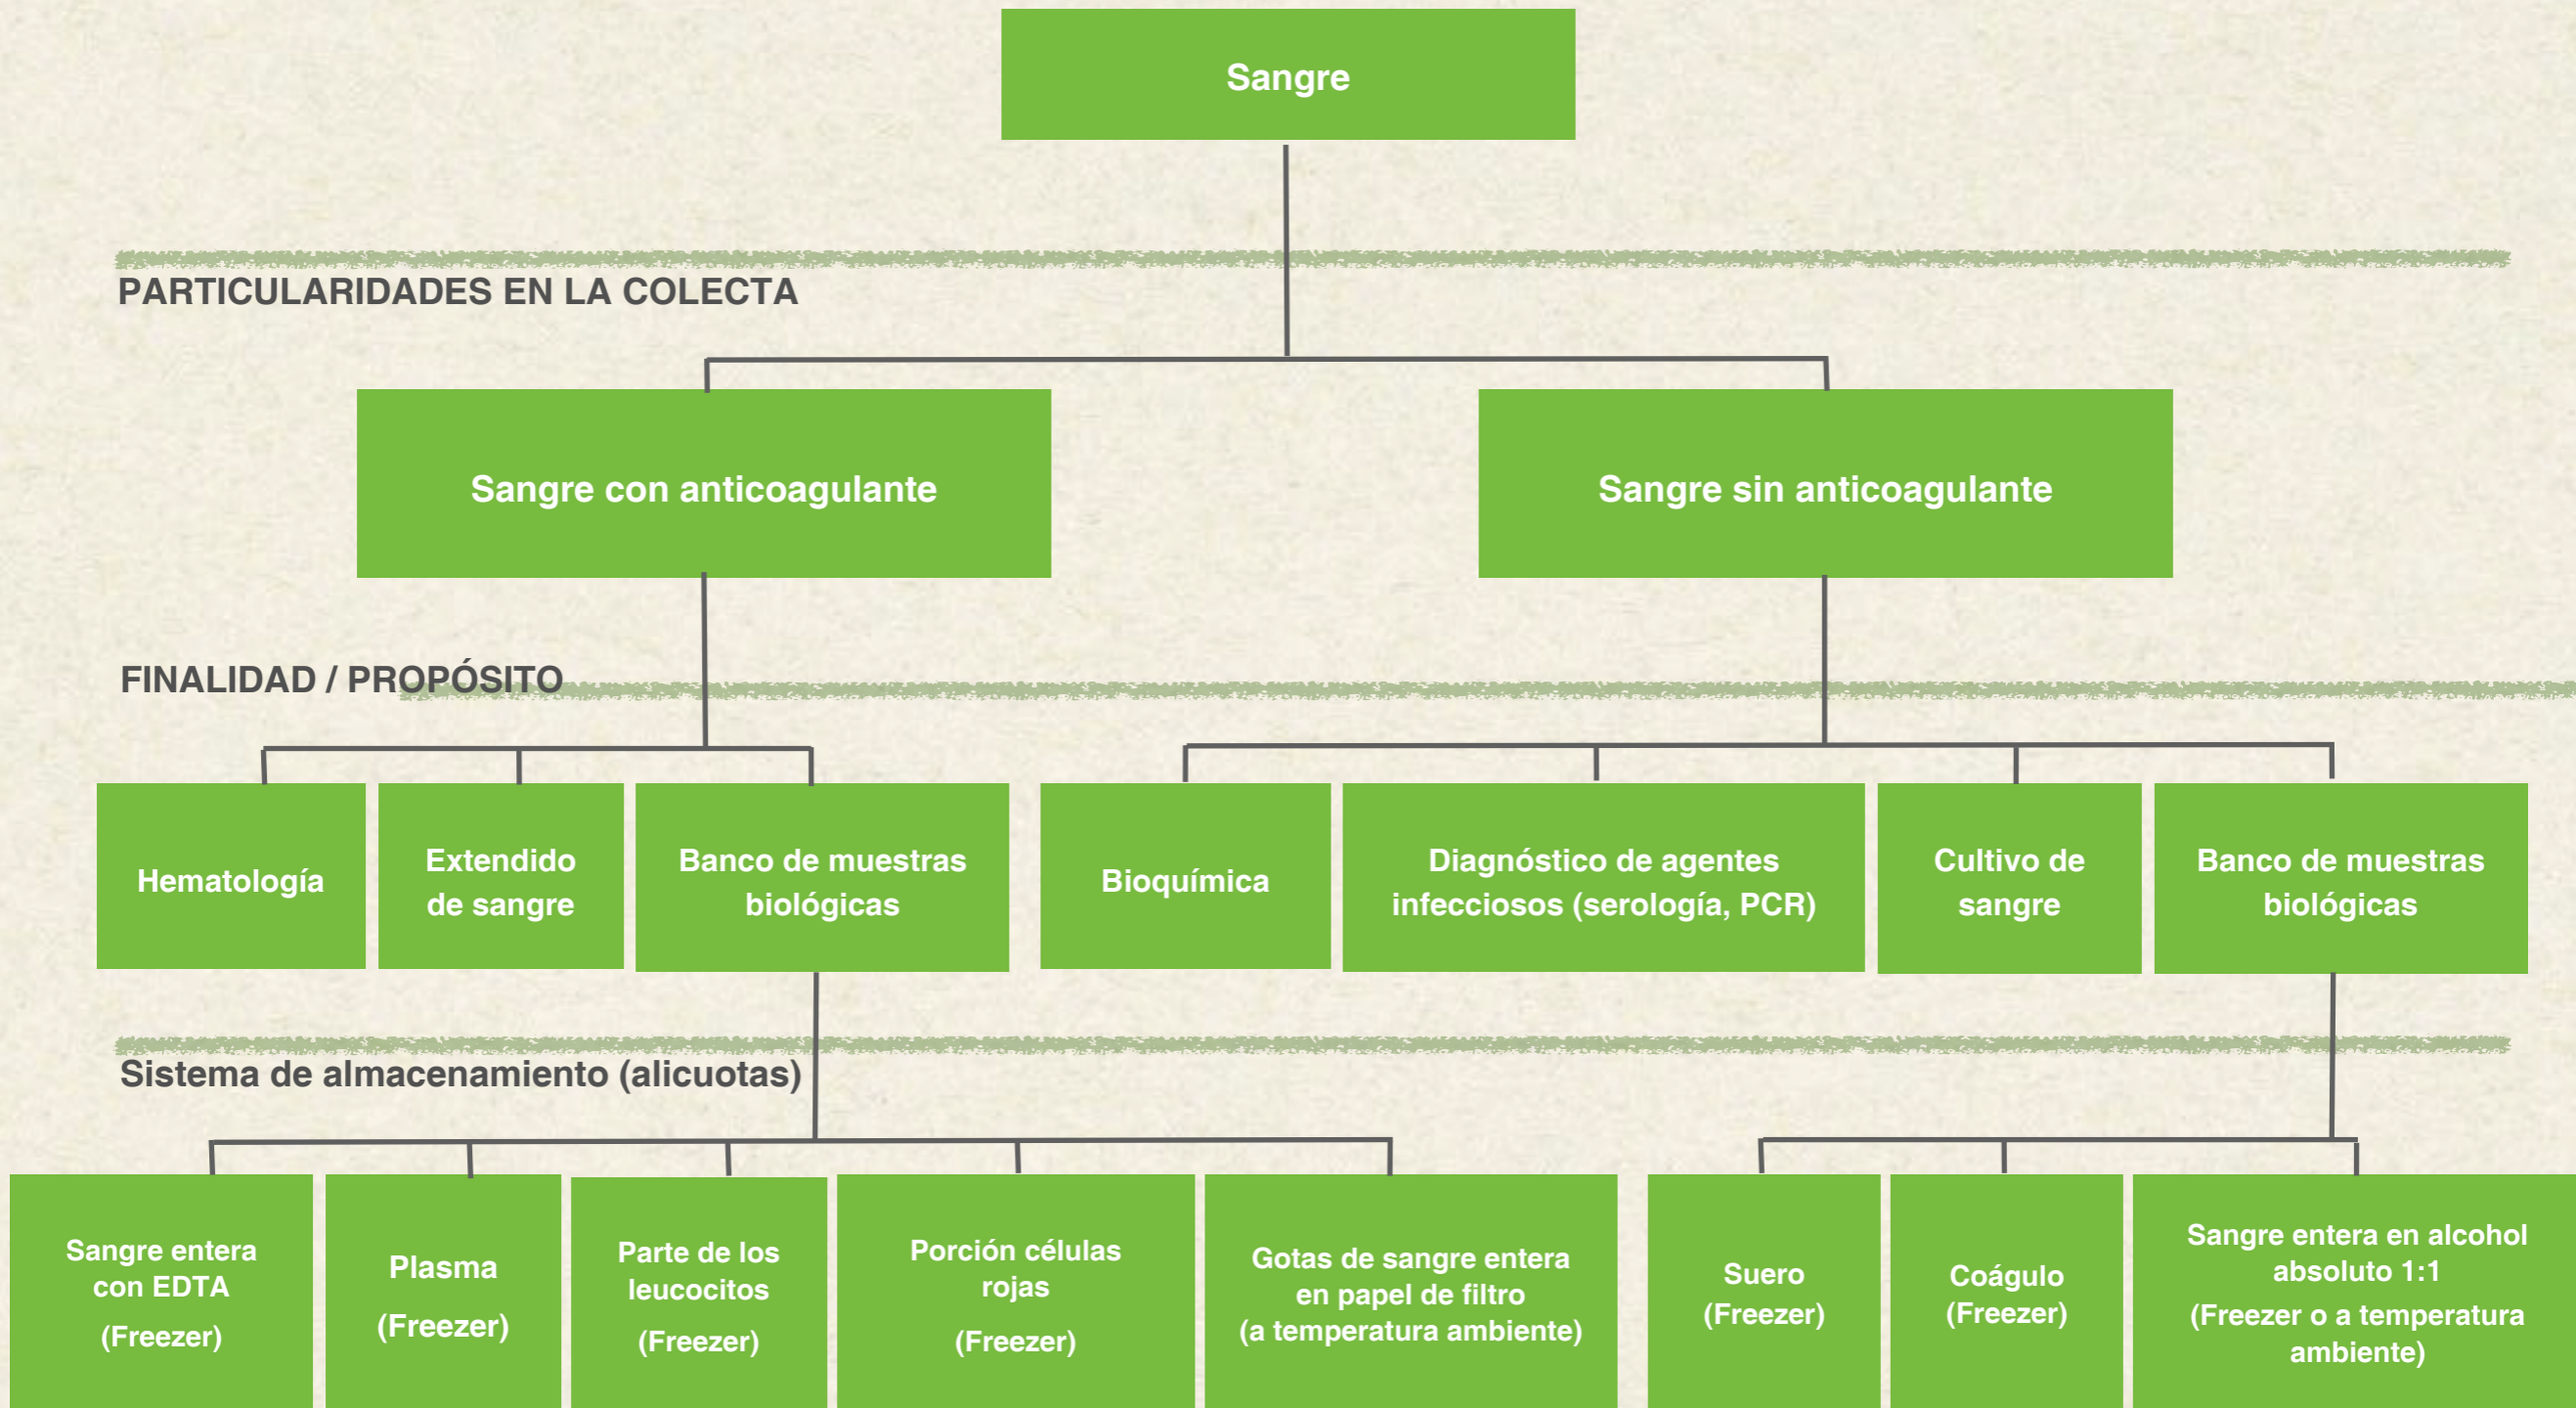 Sangre
PARTICULARIDADES EN LA COLECTA
Sangre con anticoagulante
Sangre sin anticoagulante
FINALIDAD / PROPÓSITO
Hematología
Extendido
de sangre
Banco de muestras
biológicas
Bioquímica
Diagnóstico de agentes
infecciosos (serología, PCR)
Cultivo de
sangre
Banco de muestras
biológicas
Sistema de almacenamiento (alicuotas)
Sangre entera
con EDTA
(Freezer)
Plasma
(Freezer)
Parte de los
leucocitos
(Freezer)
Porción células
rojas
(Freezer)
Gotas de sangre entera
en papel de filtro
(a temperatura ambiente)
Suero
(Freezer)
Coágulo
(Freezer)
Sangre entera en alcohol
absoluto 1:1
(Freezer o a temperatura
ambiente)